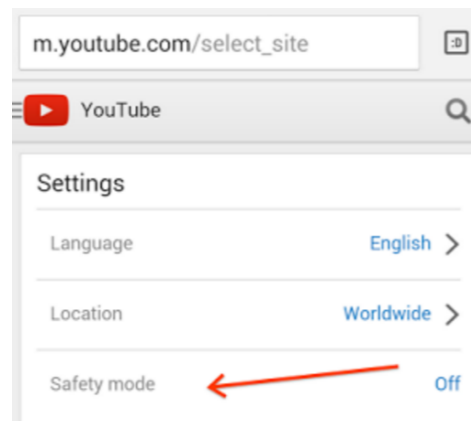 m.youtube.com/select_site
:D
YouTube
Settings
Language English
Location Worldwide
Safety mode Off